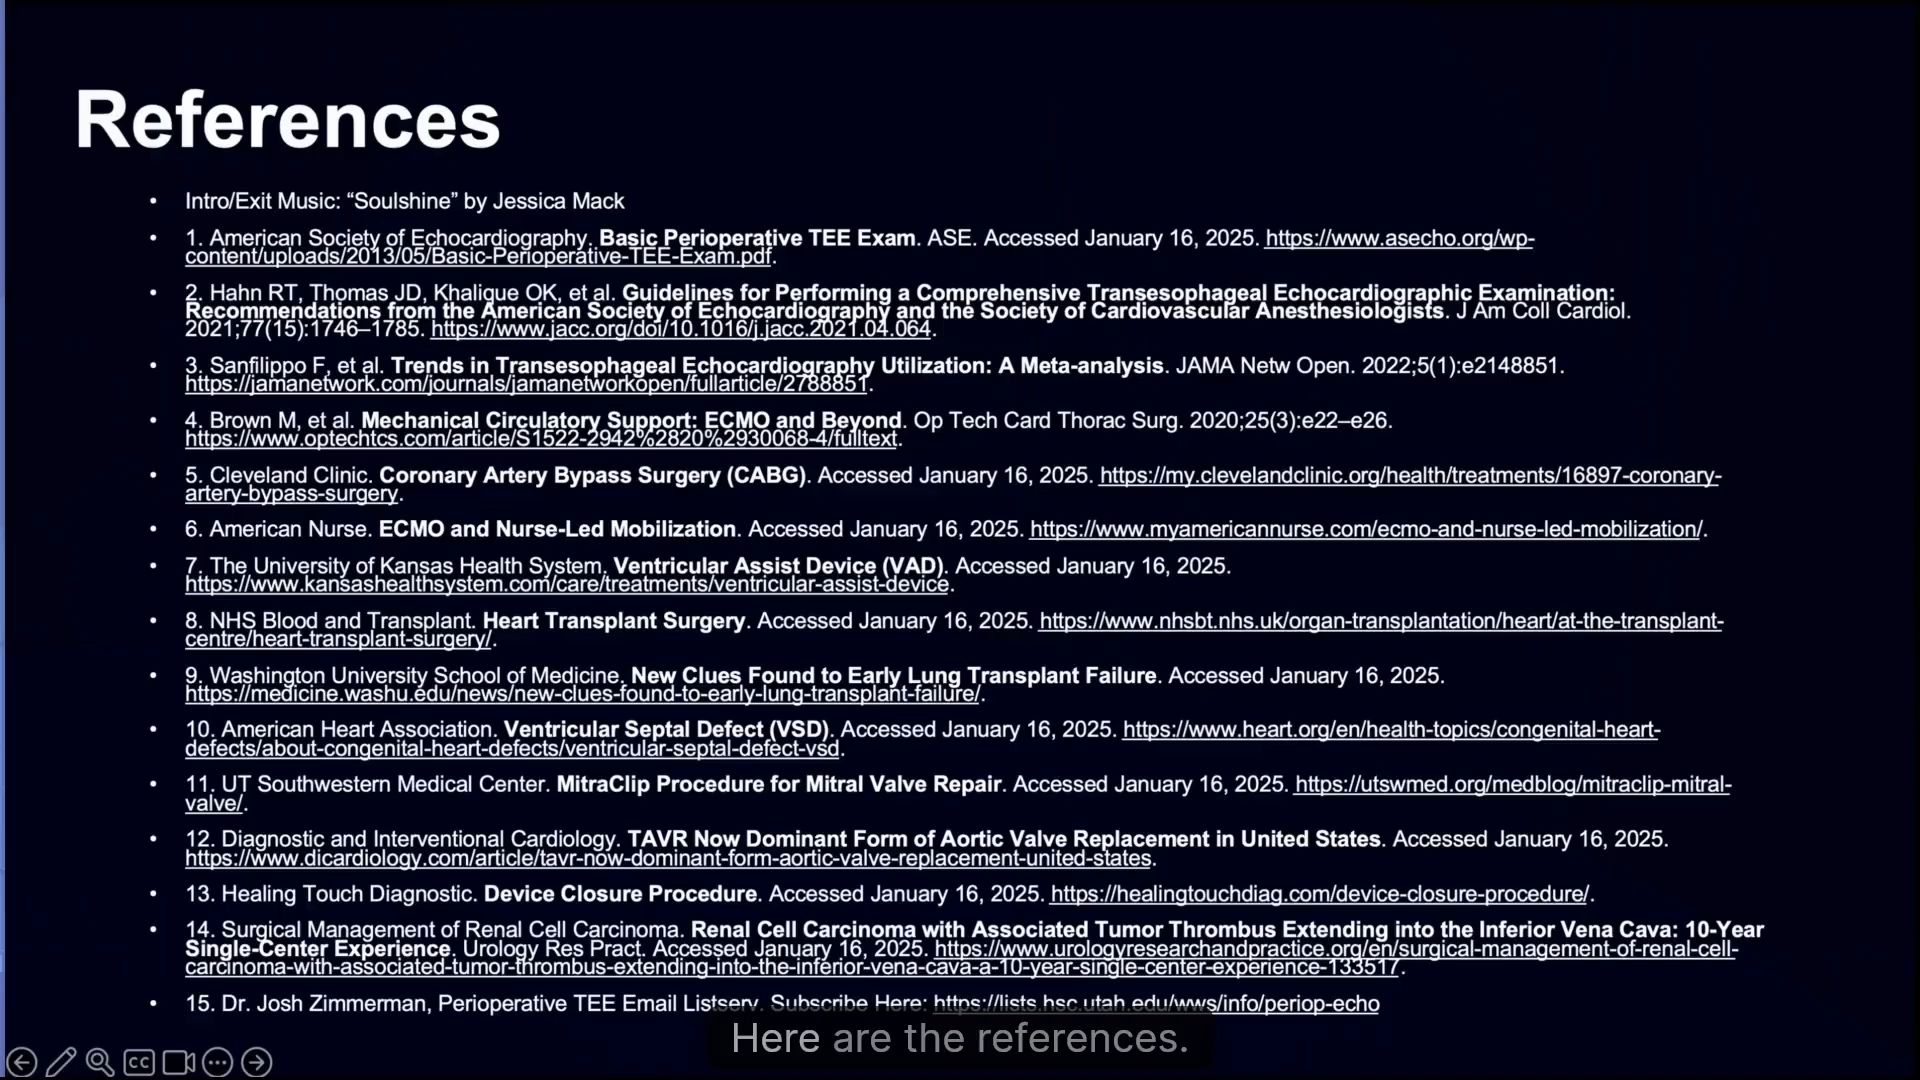 References
• Intro/Exit Music: “Soulshine” by Jessica Mack
• 1. American Society of Echocardiography. Basic Perioperative TEE Exam. ASE. Accessed January 16, 2025. https://www.asecho.org/wp-
content/uploads/2013/05/Basic-Perioperative-TEE-Exam.pdf.
• 2. Hahn RT, Thomas JD, Khalique OK, et al. Guidelines for Performing a Comprehensive Transesophageal Echocardiographic Examination:
Recommendations from the American Society of Echocardiography and the Society of Cardiovascular Anesthesiologists. J Am Coll Cardiol.
2021;77(15):1746–1785. https://www.jacc.org/doi/10.1016/j.jacc.2021.04.064.
• 3. Sanfilippo F, et al. Trends in Transesophageal Echocardiography Utilization: A Meta-analysis. JAMA Netw Open. 2022;5(1):e2148851.
https://jamanetwork.com/journals/jamanetworkopen/fullarticle/2788851.
• 4. Brown M, et al. Mechanical Circulatory Support: ECMO and Beyond. Op Tech Card Thorac Surg. 2020;25(3):e22–e26.
https://www.optechtcs.com/article/S1522-2942%2820%2930068-4/fulltext.
• 5. Cleveland Clinic. Coronary Artery Bypass Surgery (CABG). Accessed January 16, 2025. https://my.clevelandclinic.org/health/treatments/16897-coronary-
artery-bypass-surgery.
• 6. American Nurse. ECMO and Nurse-Led Mobilization. Accessed January 16, 2025. https://www.myamericannurse.com/ecmo-and-nurse-led-mobilization/.
• 7. The University of Kansas Health System. Ventricular Assist Device (VAD). Accessed January 16, 2025.
https://www.kansashealthsystem.com/care/treatments/ventricular-assist-device.
• 8. NHS Blood and Transplant. Heart Transplant Surgery. Accessed January 16, 2025. https://www.nhsbt.nhs.uk/organ-transplantation/heart/at-the-transplant-
centre/heart-transplant-surgery/.
• 9. Washington University School of Medicine. New Clues Found to Early Lung Transplant Failure. Accessed January 16, 2025.
https://medicine.washu.edu/news/new-clues-found-to-early-lung-transplant-failure/.
• 10. American Heart Association. Ventricular Septal Defect (VSD). Accessed January 16, 2025. https://www.heart.org/en/health-topics/congenital-heart-
defects/about-congenital-heart-defects/ventricular-septal-defect-vsd.
• 11. UT Southwestern Medical Center. MitraClip Procedure for Mitral Valve Repair. Accessed January 16, 2025. https://utswmed.org/medblog/mitraclip-mitral-
valve/.
• 12. Diagnostic and Interventional Cardiology. TAVR Now Dominant Form of Aortic Valve Replacement in United States. Accessed January 16, 2025.
https://www.dicardiology.com/article/tavr-now-dominant-form-aortic-valve-replacement-united-states.
• 13. Healing Touch Diagnostic. Device Closure Procedure. Accessed January 16, 2025. https://healingtouchdiag.com/device-closure-procedure/.
• 14. Surgical Management of Renal Cell Carcinoma. Renal Cell Carcinoma with Associated Tumor Thrombus Extending into the Inferior Vena Cava: 10-Year
Single-Center Experience. Urology Res Pract. Accessed January 16, 2025. https://www.urologyresearchandpractice.org/en/surgical-management-of-renal-cell-
carcinoma-with-associated-tumor-thrombus-extending-into-the-inferior-vena-cava-a-10-year-single-center-experience-133517.
• 15. Dr. Josh Zimmerman, Perioperative TEE Email Listserv. Subscribe Here: https://lists.hsc.utah.edu/wws/info/periop-echo
Here are the references.
CC